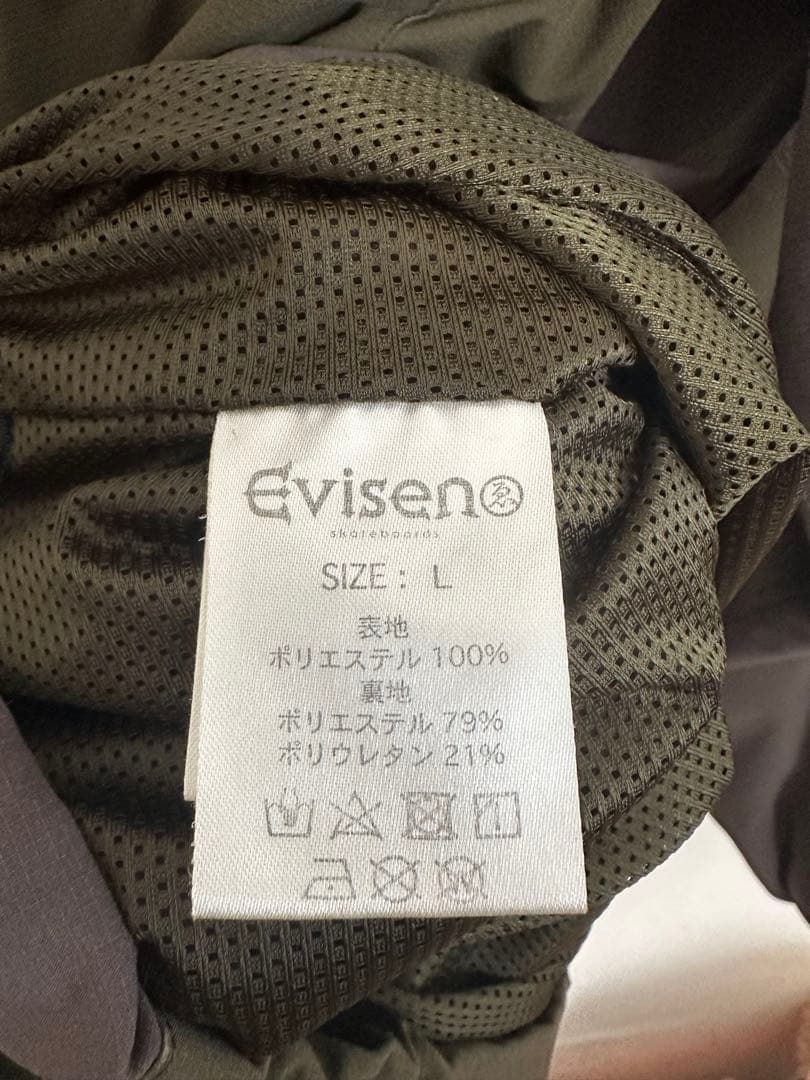 Evisen ゑ
skateboards
SIZE : L
表地
ポリエステル 100%
裏地
ポリエステル 79%
ポリウレタン 21%